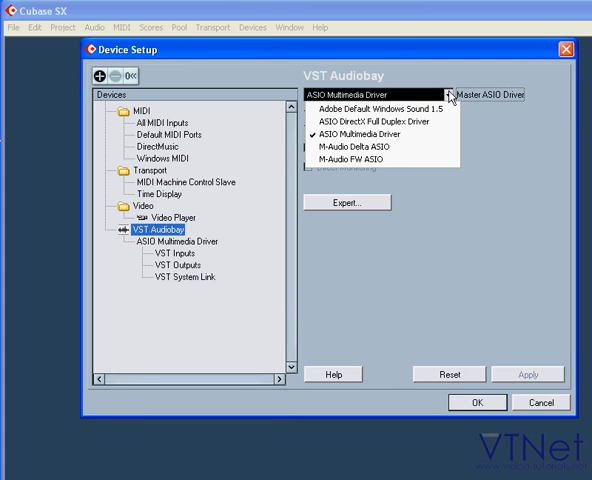 Cubase SX
File Edit Project Audio MIDI Scores Pool Transport Devices Window Help
Device Setup
VST Audiobay
Devices
ASIO Multimedia Driver
Master ASIO Driver
Adobe Default Windows Sound 1.5
ASIO DirectX Full Duplex Driver
ASIO Multimedia Driver
M-Audio Delta ASIO
M-Audio FW ASIO
Direct Monitoring
Expert...
MIDI
All MIDI Inputs
Default MIDI Ports
DirectMusic
Windows MIDI
Transport
MIDI Machine Control Slave
Time Display
Video
Video Player
VST Audiobay
ASIO Multimedia Driver
VST Inputs
VST Outputs
VST System Link
Help
Reset
Apply
OK
Cancel
VTNet